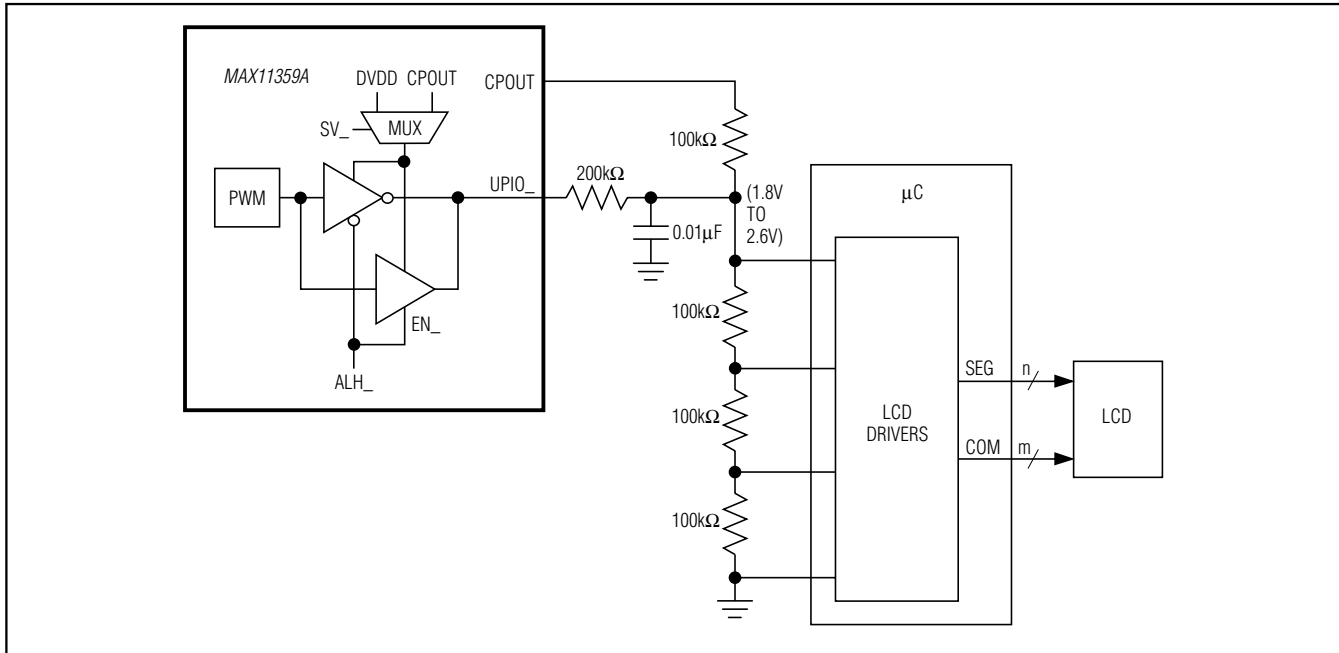 MAX11359A
DVDD CPOUT
CPOUT
SV_
MUX
100kΩ
200kΩ
PWM
UPIO_
(1.8V
TO
2.6V)
μC
0.01μF
EN_
ALH_
100kΩ
100kΩ
100kΩ
LCD
DRIVERS
SEG n
COM m
LCD